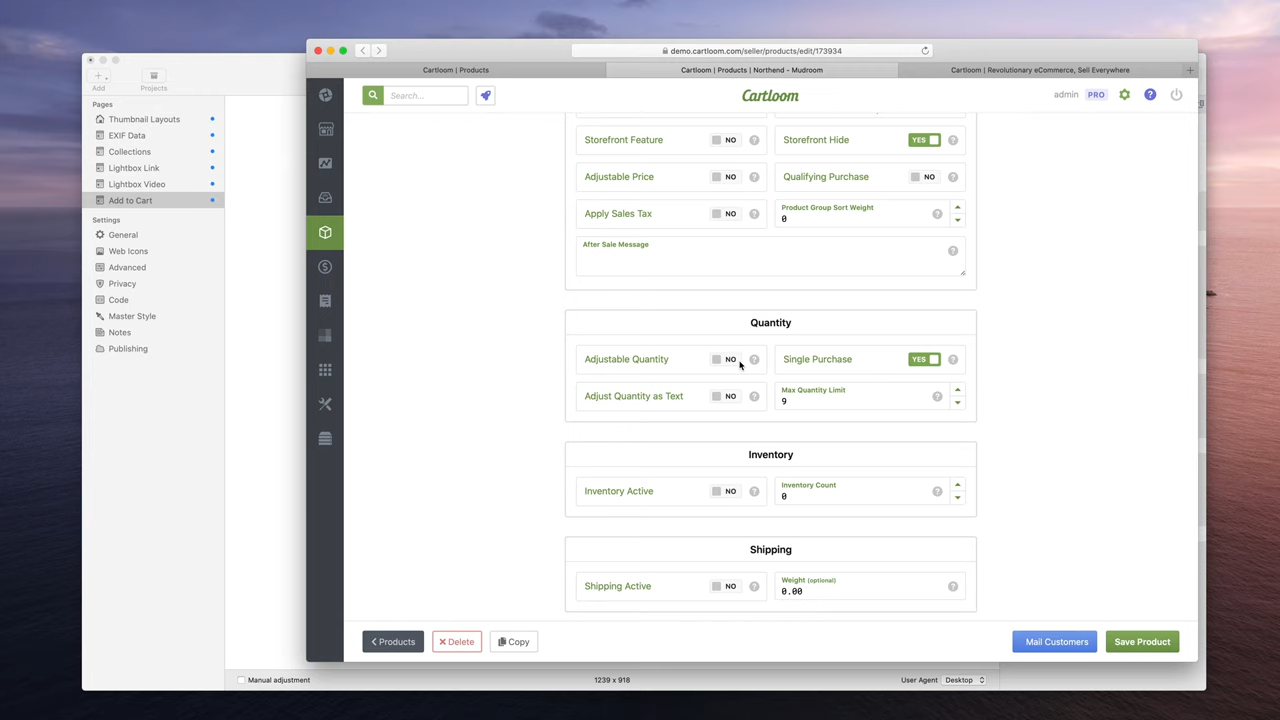 demo.cartloom.com/seller/products/edit/173934
Cartloom | Products
Cartloom | Products | Northend - Mudroom
Cartloom | Revolutionary eCommerce, Sell Everywhere
Add
Projects
Pages
Thumbnail Layouts
EXIF Data
Collections
Lightbox Link
Lightbox Video
Add to Cart
Settings
General
Web Icons
Advanced
Privacy
Code
Master Style
Notes
Publishing
Search...
Cartloom
admin PRO
Storefront Feature NO
Storefront Hide YES
Adjustable Price NO
Qualifying Purchase NO
Apply Sales Tax NO
Product Group Sort Weight
0
After Sale Message
Quantity
Adjustable Quantity NO
Single Purchase YES
Adjust Quantity as Text NO
Max Quantity Limit
9
Inventory
Inventory Active NO
Inventory Count
0
Shipping
Shipping Active NO
Weight (optional)
0.00
Products
Delete
Copy
Mail Customers
Save Product
Manual adjustment
1239 x 918
User Agent Desktop